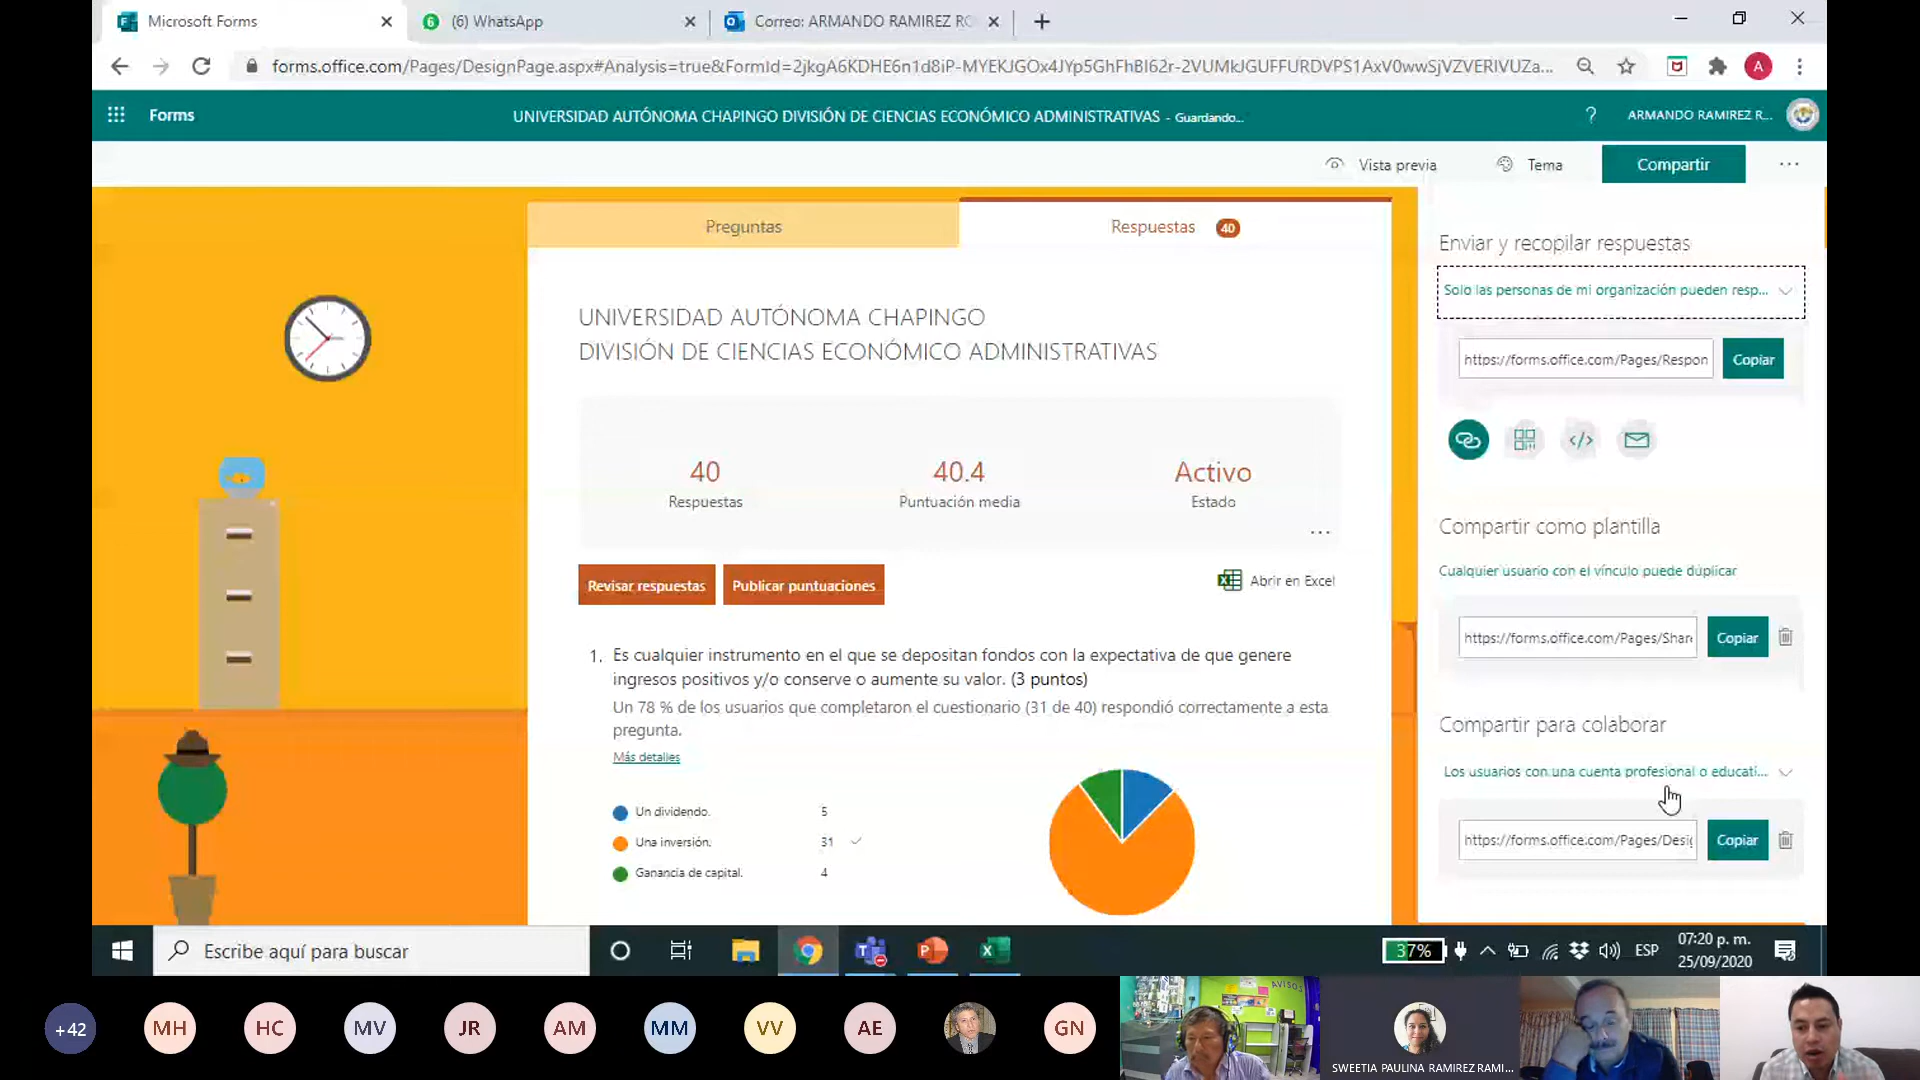 Microsoft Forms
6
(6) WhatsApp
Correo: ARMANDO RAMIREZ RO
forms.office.com/Pages/DesignPage.aspx#Analysis=true&FormId=2jkgA6KDHE6n1d8iP-MYEKJGOx4JYp5GhFhBI62r-2VUMkJGUFFURDVPS1AxV0wwSjVZVERIVUZa...
A
Forms
UNIVERSIDAD AUTÓNOMA CHAPINGO DIVISIÓN DE CIENCIAS ECONÓMICO ADMINISTRATIVAS - Guardando...
?
ARMANDO RAMIREZ R...
Vista previa
Tema
Compartir
...
Preguntas
Respuestas 40
UNIVERSIDAD AUTÓNOMA CHAPINGO
DIVISIÓN DE CIENCIAS ECONÓMICO ADMINISTRATIVAS
40
Respuestas
40.4
Puntuación media
Activo
Estado
...
Revisar respuestas
Publicar puntuaciones
Abrir en Excel
1. Es cualquier instrumento en el que se depositan fondos con la expectativa de que genere
ingresos positivos y/o conserve o aumente su valor. (3 puntos)
Un 78 % de los usuarios que completaron el cuestionario (31 de 40) respondió correctamente a esta
pregunta.
Más detalles
Un dividendo. 5
Una inversión. 31
Ganancia de capital. 4
Enviar y recopilar respuestas
Solo las personas de mi organización pueden resp...
https://forms.office.com/Pages/Respon
Copiar
Compartir como plantilla
Cualquier usuario con el vínculo puede duplicar
https://forms.office.com/Pages/Share
Copiar
Compartir para colaborar
Los usuarios con una cuenta profesional o educati...
https://forms.office.com/Pages/Desig
Copiar
Escribe aquí para buscar
37%
ESP
07:20 p. m.
25/09/2020
+42
MH
HC
MV
JR
AM
MM
VV
AE
GN
AVISOS
SWEETIA PAULINA RAMIREZ RAMI...